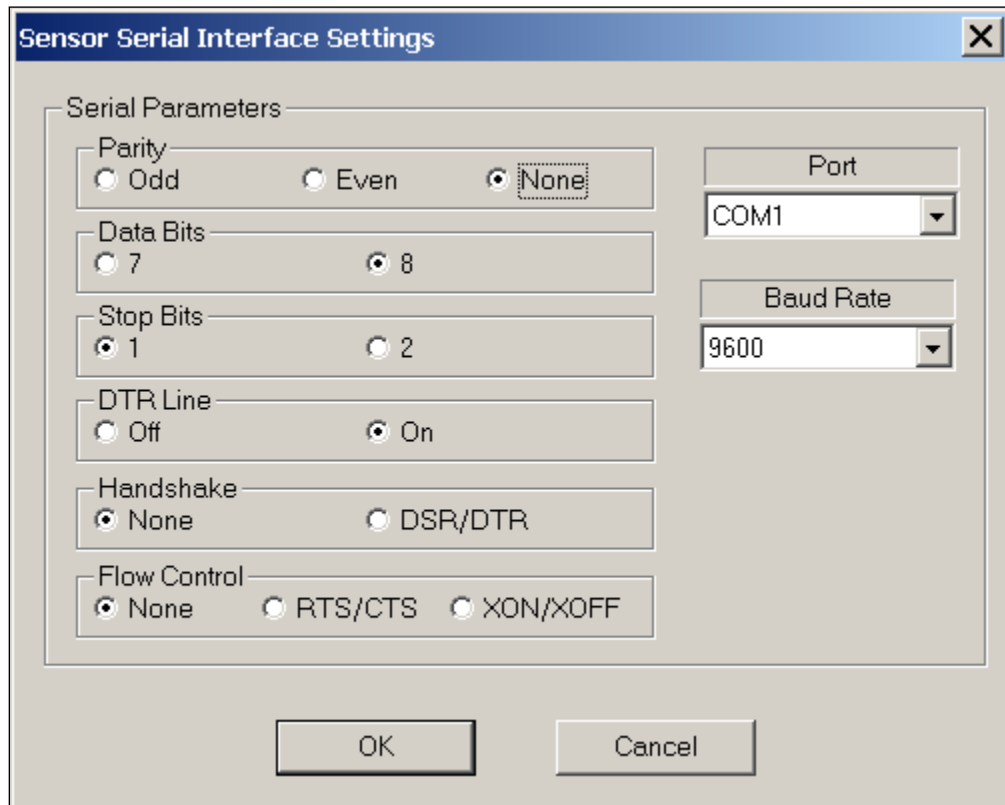 Sensor Serial Interface Settings
Serial Parameters
Parity
Odd Even None
Data Bits
7 8
Stop Bits
1 2
DTR Line
Off On
Handshake
None DSR/DTR
Flow Control
None RTS/CTS XON/XOFF
Port
COM1
Baud Rate
9600
OK Cancel